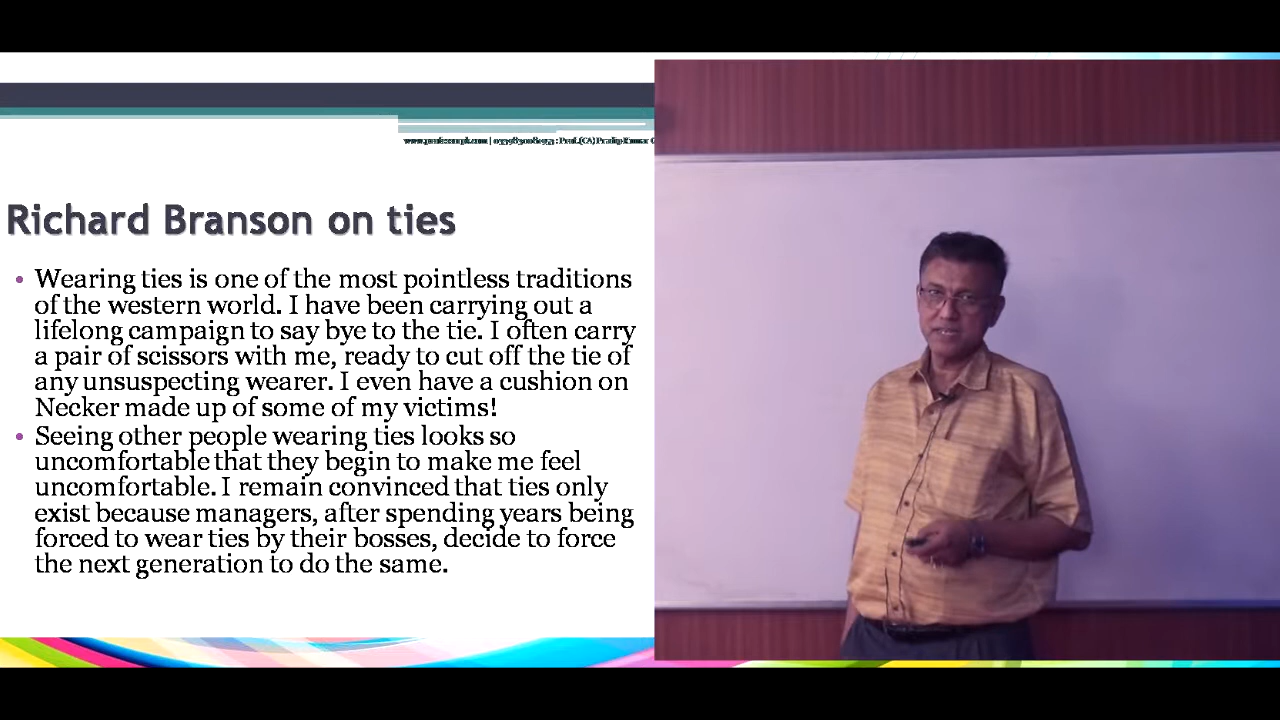 Prof.(CA) Pradip Kumar
Richard Branson on ties
• Wearing ties is one of the most pointless traditions
of the western world. I have been carrying out a
lifelong campaign to say bye to the tie. I often carry
a pair of scissors with me, ready to cut off the tie of
any unsuspecting wearer. I even have a cushion on
Necker made up of some of my victims!
• Seeing other people wearing ties looks so
uncomfortable that they begin to make me feel
uncomfortable. I remain convinced that ties only
exist because managers, after spending years being
forced to wear ties by their bosses, decide to force
the next generation to do the same.